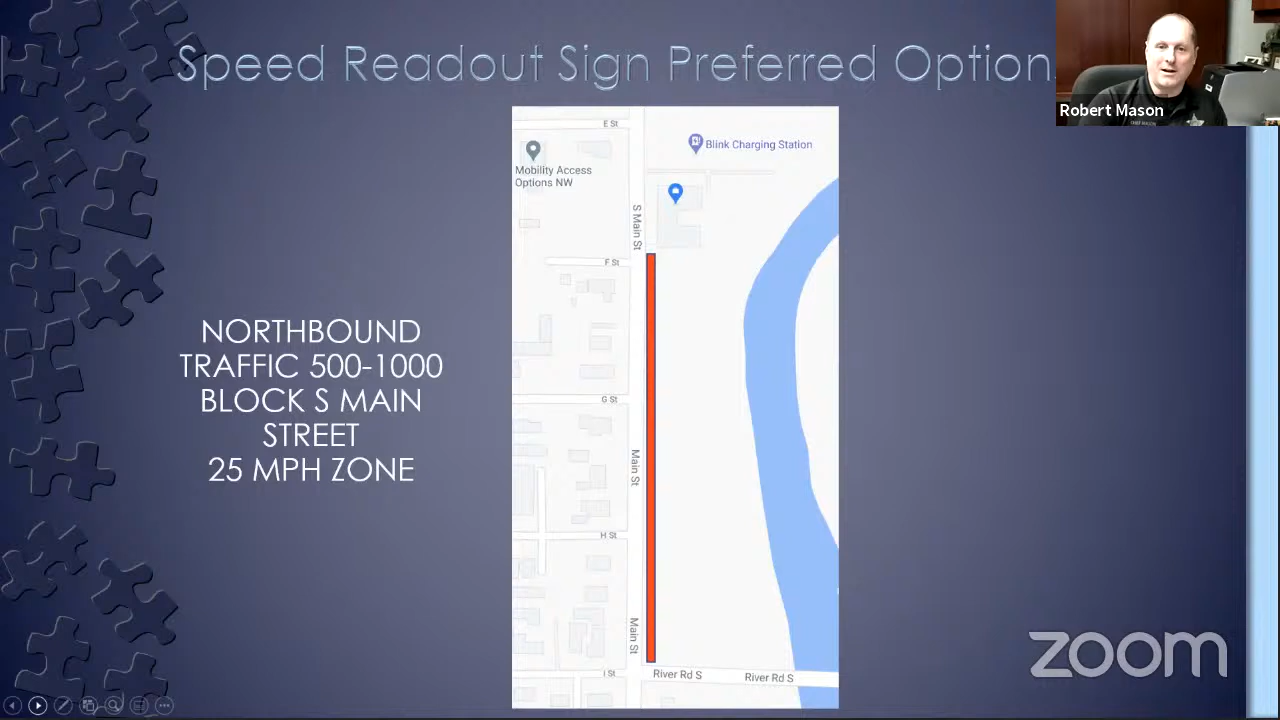 Speed Readout Sign Preferred Option
Robert Mason
CHIEF MASON
E St
Blink Charging Station
Mobility Access
Options NW
S Main St
F St
NORTHBOUND
TRAFFIC 500-1000
BLOCK S MAIN
STREET
25 MPH ZONE
G St
Main St
H St
Main St
I St
River Rd S
River Rd S
zoom